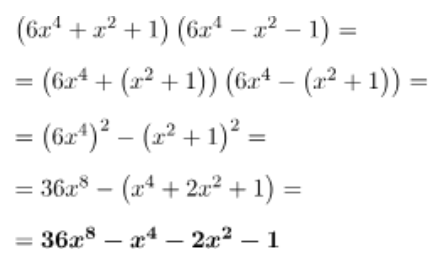 (6x⁴ + x² + 1) (6x⁴ − x² − 1) =
= (6x⁴ + (x² + 1)) (6x⁴ − (x² + 1)) =
= (6x⁴)² − (x² + 1)² =
= 36x⁸ − (x⁴ + 2x² + 1) =
= 36x⁸ − x⁴ − 2x² − 1